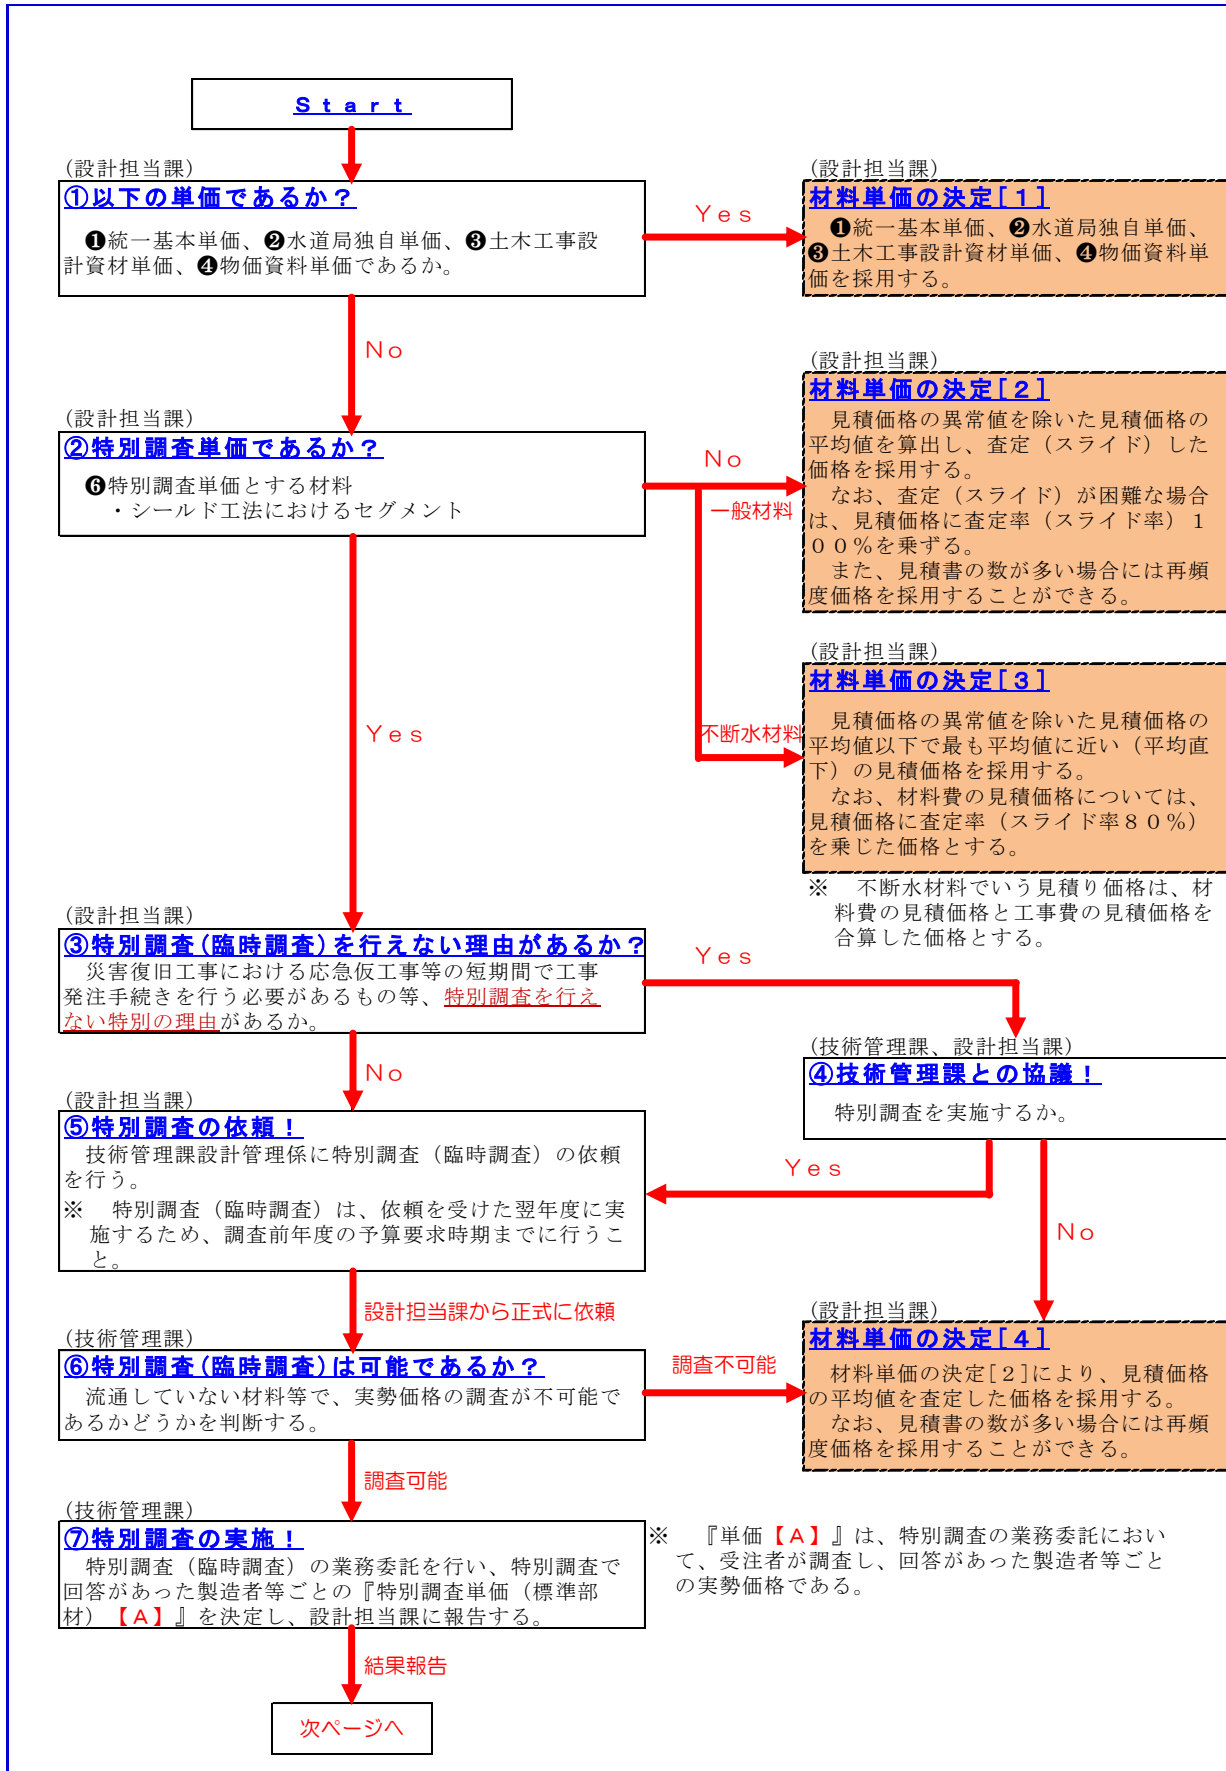 Ｓｔａｒｔ
(設計担当課)
①以下の単価であるか？
❶統一基本単価、❷水道局独自単価、❸土木工事設
計資材単価、❹物価資料単価であるか。
Ｙｅｓ
(設計担当課)
材料単価の決定[１]
❶統一基本単価、❷水道局独自単価、
❸土木工事設計資材単価、❹物価資料単
価を採用する。
Ｎｏ
(設計担当課)
②特別調査単価であるか？
❻特別調査単価とする材料
・シールド工法におけるセグメント
Ｎｏ
一般材料
(設計担当課)
材料単価の決定[２]
見積価格の異常値を除いた見積価格の
平均値を算出し、査定（スライド）した
価格を採用する。
なお、査定（スライド）が困難な場合
は、見積価格に査定率（スライド率）１
００％を乗ずる。
また、見積書の数が多い場合には再頻
度価格を採用することができる。
不断水材料
(設計担当課)
材料単価の決定[３]
見積価格の異常値を除いた見積価格の
平均値以下で最も平均値に近い（平均直
下）の見積価格を採用する。
なお、材料費の見積価格については、
見積価格に査定率（スライド率８０％）
を乗じた価格とする。
※　不断水材料でいう見積り価格は、材
料費の見積価格と工事費の見積価格を
合算した価格とする。
Ｙｅｓ
(設計担当課)
③特別調査(臨時調査)を行えない理由があるか？
災害復旧工事における応急仮工事等の短期間で工事
発注手続きを行う必要があるもの等、特別調査を行え
ない特別の理由があるか。
Ｙｅｓ
(技術管理課、設計担当課)
④技術管理課との協議！
特別調査を実施するか。
Ｎｏ
(設計担当課)
⑤特別調査の依頼！
技術管理課設計管理係に特別調査（臨時調査）の依頼
を行う。
※　特別調査（臨時調査）は、依頼を受けた翌年度に実
施するため、調査前年度の予算要求時期までに行うこ
と。
Ｙｅｓ
Ｎｏ
設計担当課から正式に依頼
(技術管理課)
⑥特別調査(臨時調査)は可能であるか？
流通していない材料等で、実勢価格の調査が不可能で
あるかどうかを判断する。
調査不可能
(設計担当課)
材料単価の決定[４]
材料単価の決定[２]により、見積価格
の平均値を査定した価格を採用する。
なお、見積書の数が多い場合には再頻
度価格を採用することができる。
調査可能
(技術管理課)
⑦特別調査の実施！
特別調査（臨時調査）の業務委託を行い、特別調査で
回答があった製造者等ごとの『特別調査単価（標準部
材）【Ａ】』を決定し、設計担当課に報告する。
※　『単価【Ａ】』は、特別調査の業務委託におい
て、受注者が調査し、回答があった製造者等ごと
の実勢価格である。
結果報告
次ページへ